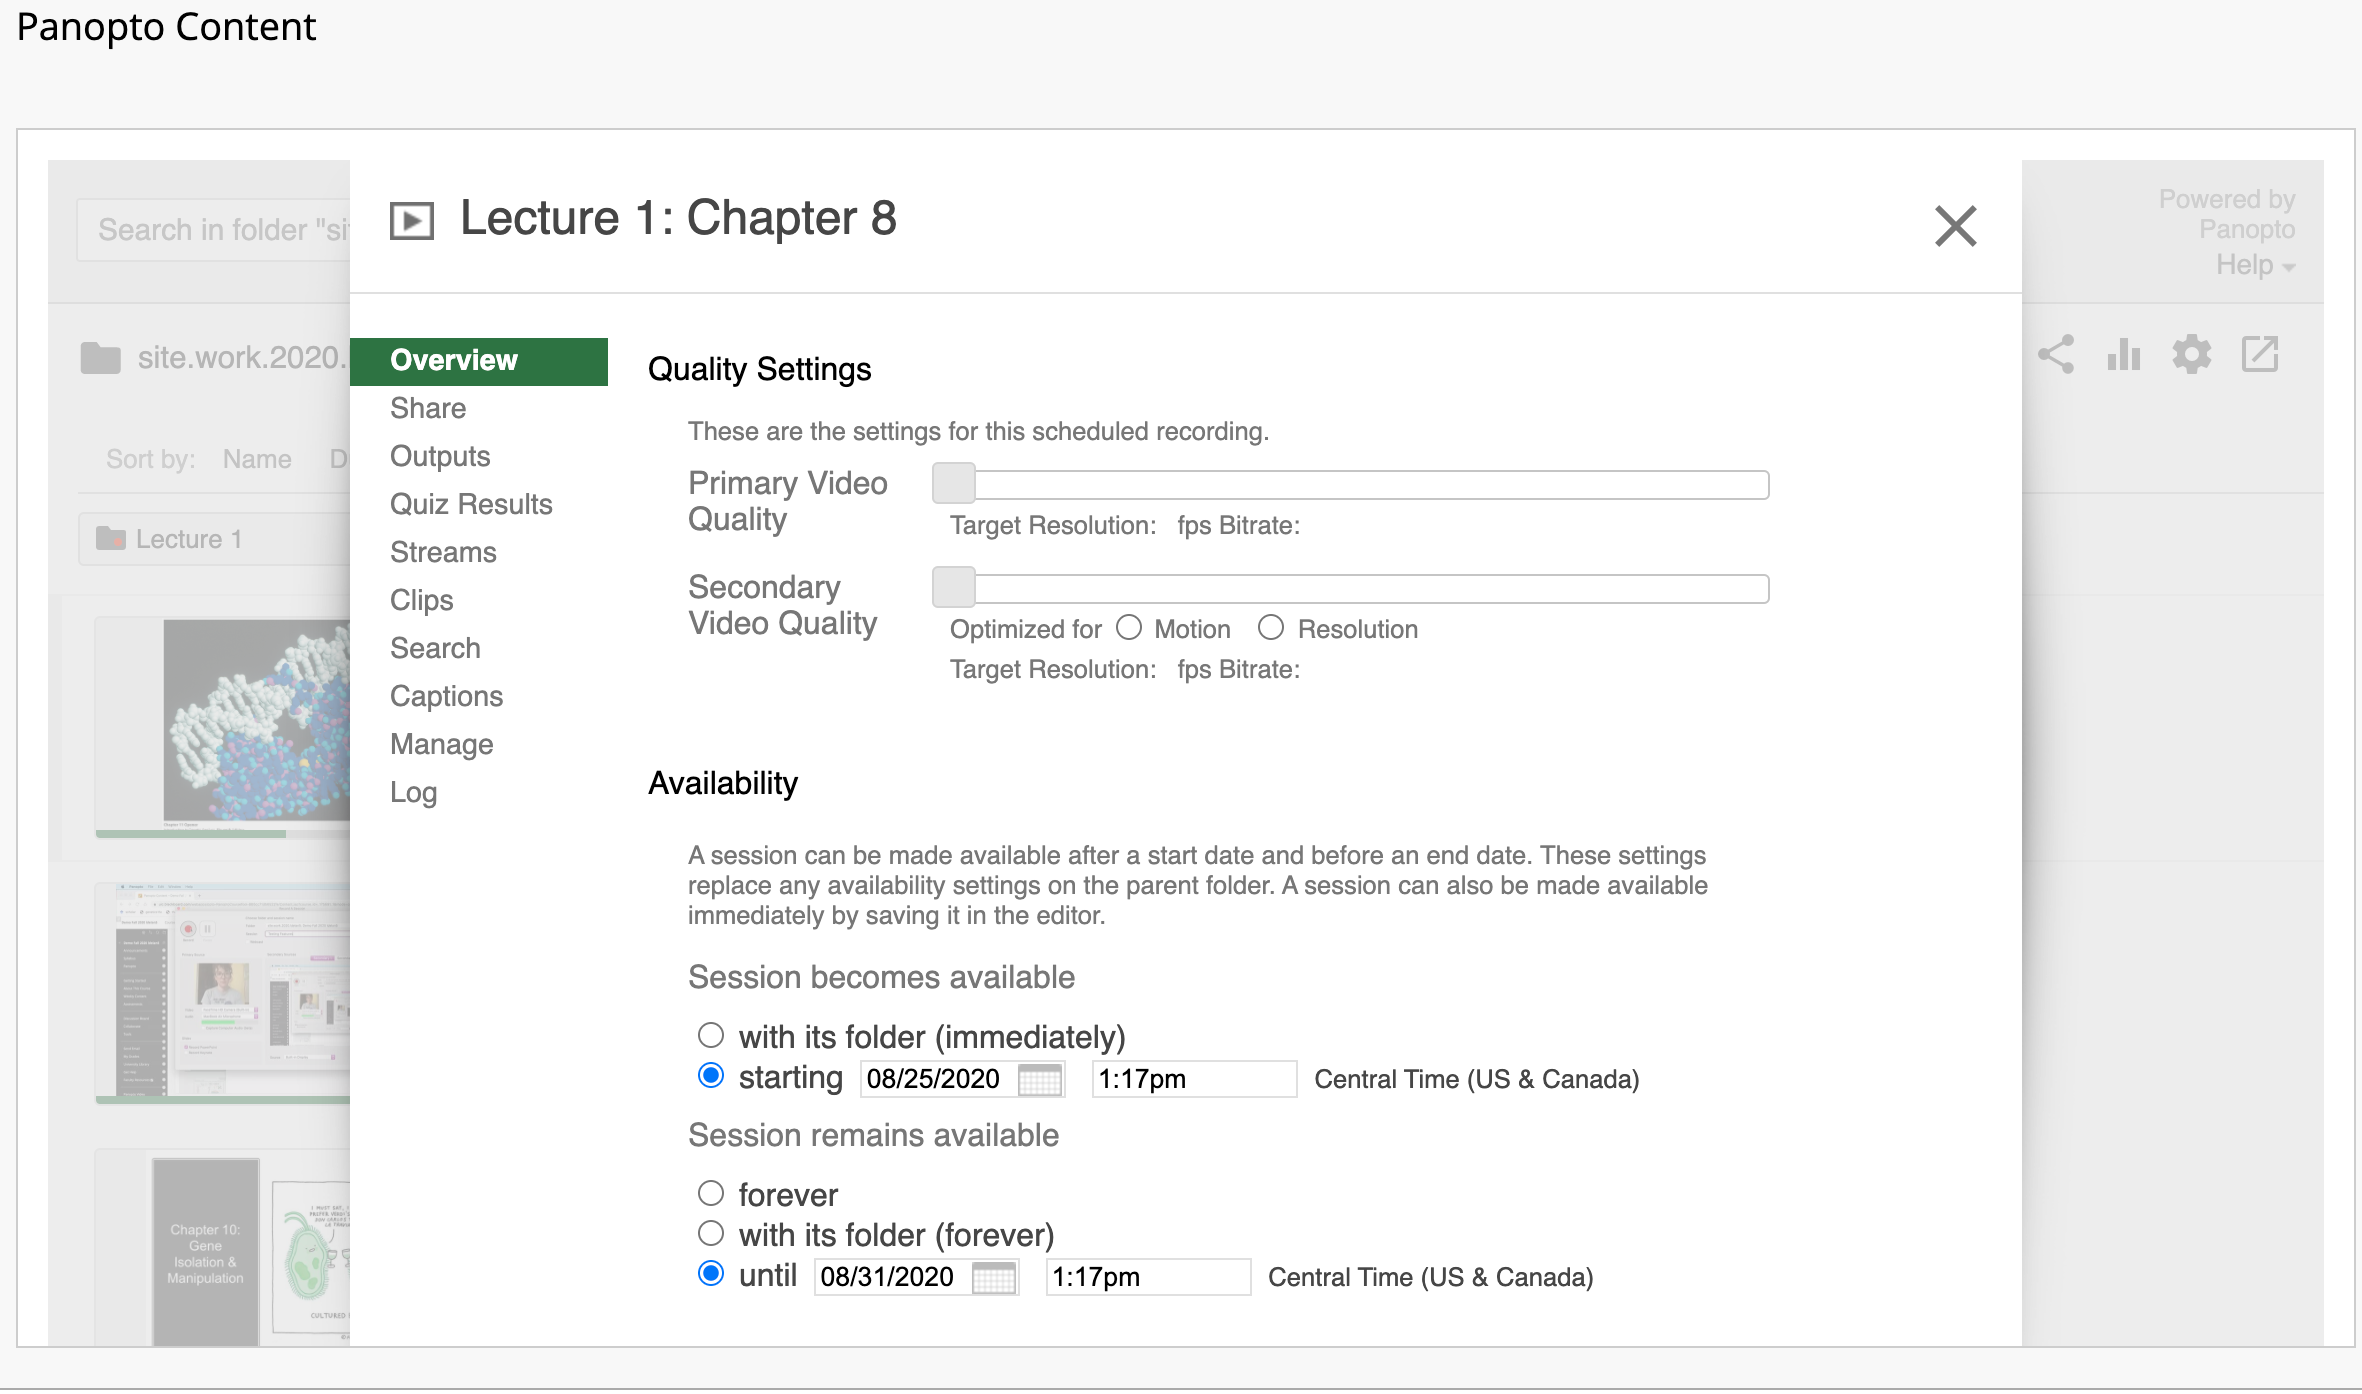 Panopto Content
Search in folder "si
Powered by
Panopto
Help
Lecture 1: Chapter 8
site.work.2020.
Sort by: Name D
Lecture 1
Overview
Share
Outputs
Quiz Results
Streams
Clips
Search
Captions
Manage
Log
Quality Settings
These are the settings for this scheduled recording.
Primary Video
Quality
Target Resolution: fps Bitrate:
Secondary
Video Quality
Optimized for Motion Resolution
Target Resolution: fps Bitrate:
Availability
A session can be made available after a start date and before an end date. These settings
replace any availability settings on the parent folder. A session can also be made available
immediately by saving it in the editor.
Session becomes available
with its folder (immediately)
starting 08/25/2020 1:17pm Central Time (US & Canada)
Session remains available
forever
with its folder (forever)
until 08/31/2020 1:17pm Central Time (US & Canada)
Chapter 10:
Gene
Isolation &
Manipulation
I MUST SAY,
CULTURED